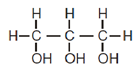 H H H
H–C – C – C–H
OH OH OH